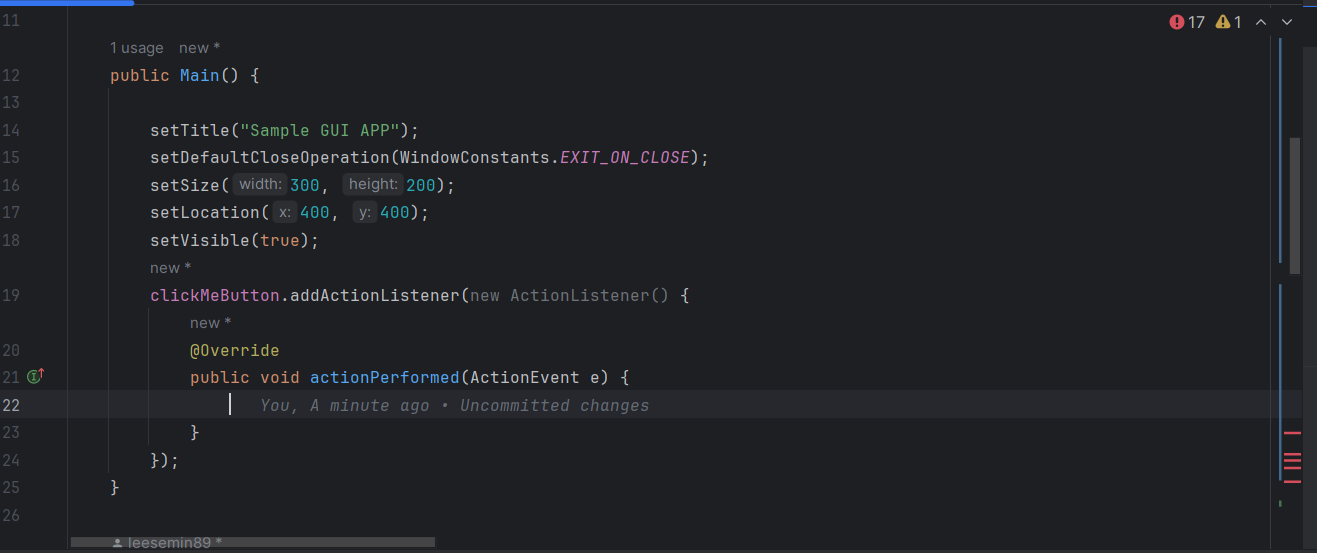 11
17 1
1 usage new *
12 public Main() {
13
14 setTitle("Sample GUI APP");
15 setDefaultCloseOperation(WindowConstants.EXIT_ON_CLOSE);
16 setSize( width: 300, height: 200);
17 setLocation( x: 400, y: 400);
18 setVisible(true);
new *
19 clickMeButton.addActionListener(new ActionListener() {
new *
20 @Override
21 public void actionPerformed(ActionEvent e) {
22 You, A minute ago • Uncommitted changes
23 }
24 });
25 }
26
leesemin89 *